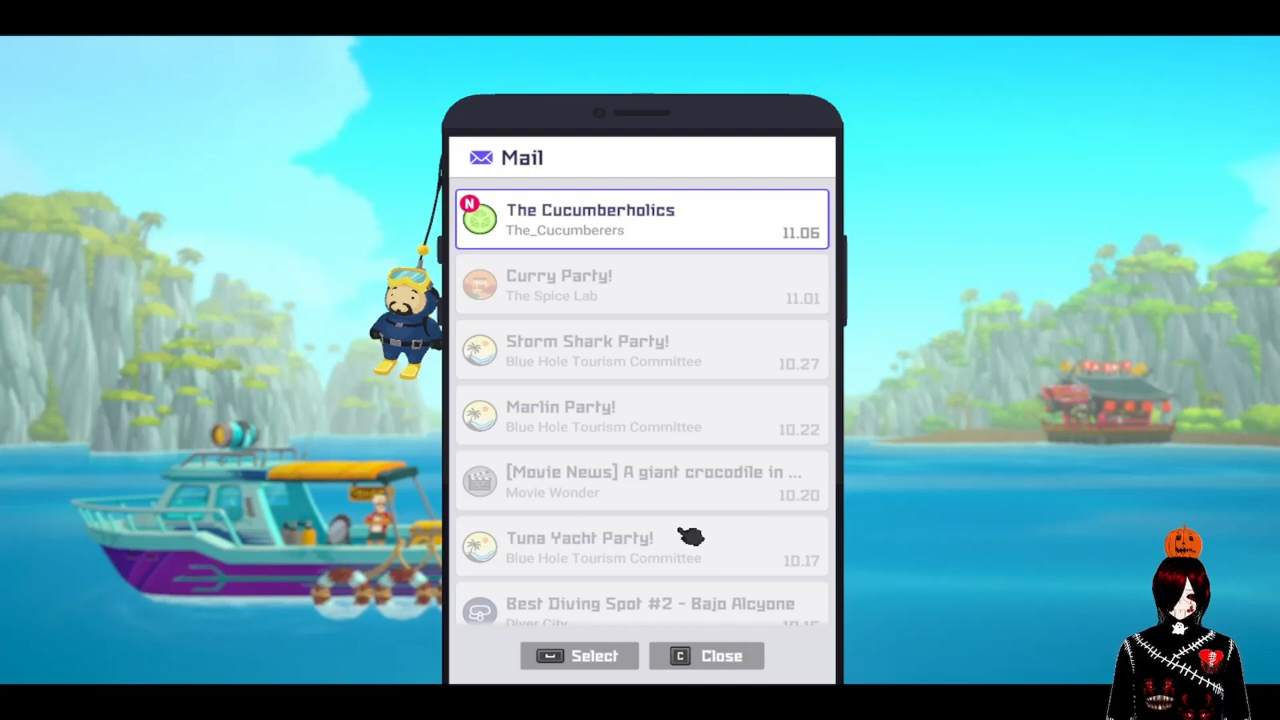 Mail
N
The Cucumberholics
The_Cucumberers
11.06
Curry Party!
The Spice Lab
11.01
Storm Shark Party!
Blue Hole Tourism Committee
10.27
Marlin Party!
Blue Hole Tourism Committee
10.22
[Movie News] A giant crocodile in ...
Movie Wonder
10.20
Tuna Yacht Party!
Blue Hole Tourism Committee
10.17
Best Diving Spot #2 - Bajo Alcyone
Diver City
Select
C Close